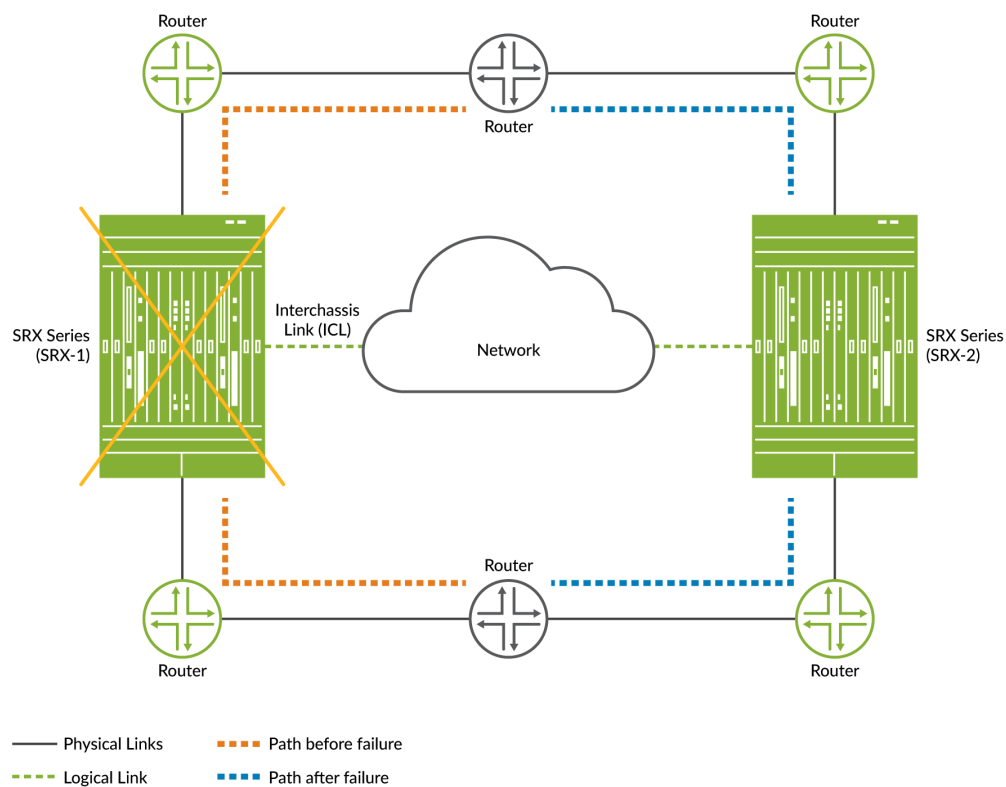 Router
Router
Router
Router
Interchassis
Link (ICL)
SRX Series
(SRX-1)
Network
SRX Series
(SRX-2)
Router
Router
Router
Physical Links
Path before failure
Logical Link
Path after failure